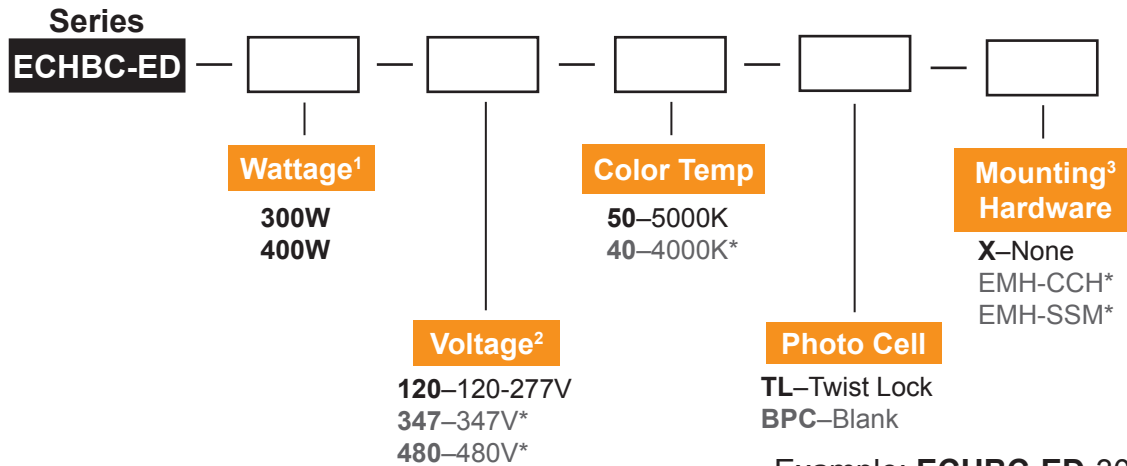 Series
ECHBC-ED — — — — —
Wattage¹
300W
400W
Voltage²
120–120-277V
347–347V*
480–480V*
Color Temp
50–5000K
40–4000K*
Photo Cell
TL–Twist Lock
BPC–Blank
Mounting³
Hardware
X–None
EMH-CCH*
EMH-SSM*
Example: ECHBC-ED